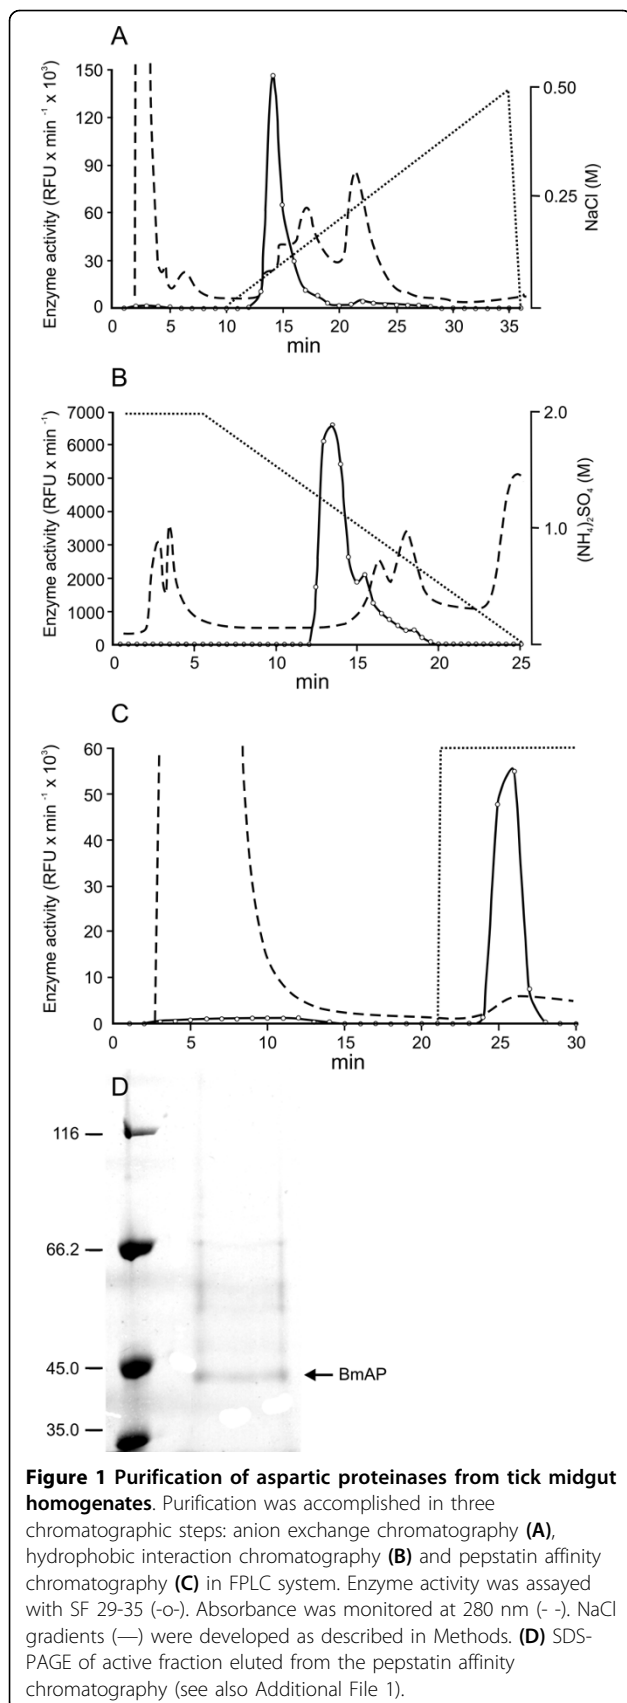 A
Enzyme activity (RFU x min⁻¹ x 10³)
150
120
90
60
30
0
0.50
0.25
0
NaCl (M)
0 5 10 15 20 25 30 35
min
B
Enzyme activity (RFU x min⁻¹)
7000
6000
5000
4000
3000
2000
1000
0
2.0
1.0
0
(NH₄)₂SO₄ (M)
0 5 10 15 20 25
min
C
Enzyme activity (RFU x min⁻¹ x 10³)
60
50
40
30
20
10
0
0 5 10 15 20 25 30
min
D
116
66.2
45.0
35.0
BmAP
Figure 1 Purification of aspartic proteinases from tick midgut
homogenates. Purification was accomplished in three
chromatographic steps: anion exchange chromatography (A),
hydrophobic interaction chromatography (B) and pepstatin affinity
chromatography (C) in FPLC system. Enzyme activity was assayed
with SF 29-35 (-o-). Absorbance was monitored at 280 nm (- -). NaCl
gradients (—) were developed as described in Methods. (D) SDS-
PAGE of active fraction eluted from the pepstatin affinity
chromatography (see also Additional File 1).